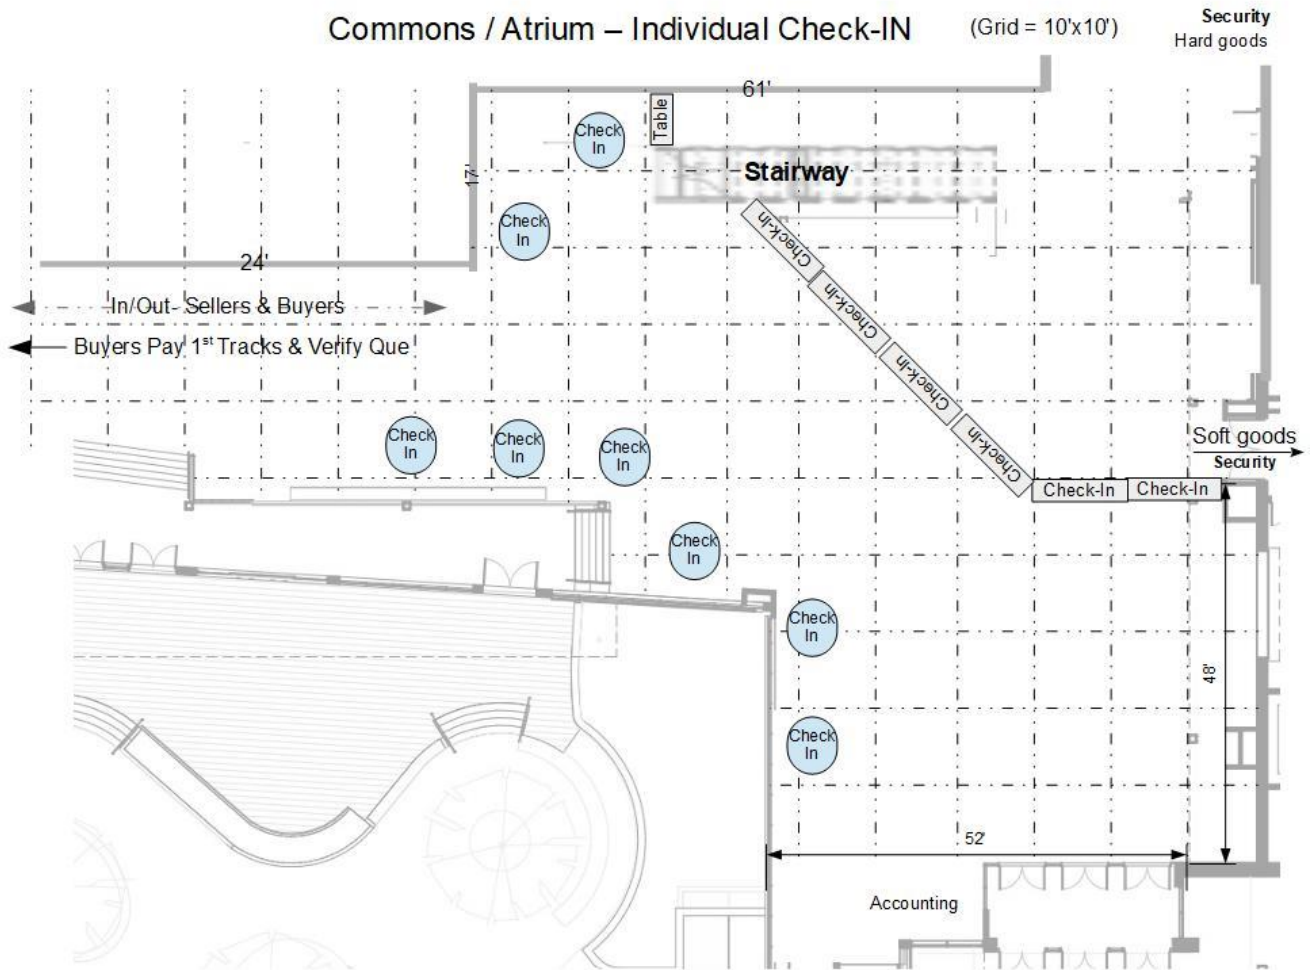 Commons / Atrium – Individual Check-IN
(Grid = 10'x10')
Security
Hard goods
61'
Table
Check
In
Stairway
17'
Check
In
Check-In
24'
In/Out- Sellers & Buyers
Check-In
Buyers Pay 1st Tracks & Verify Que
Check-In
Check
In
Check
In
Check
In
Check-In
Soft goods
Security
Check-In
Check-In
Check
In
Check
In
48'
Check
In
52'
Accounting